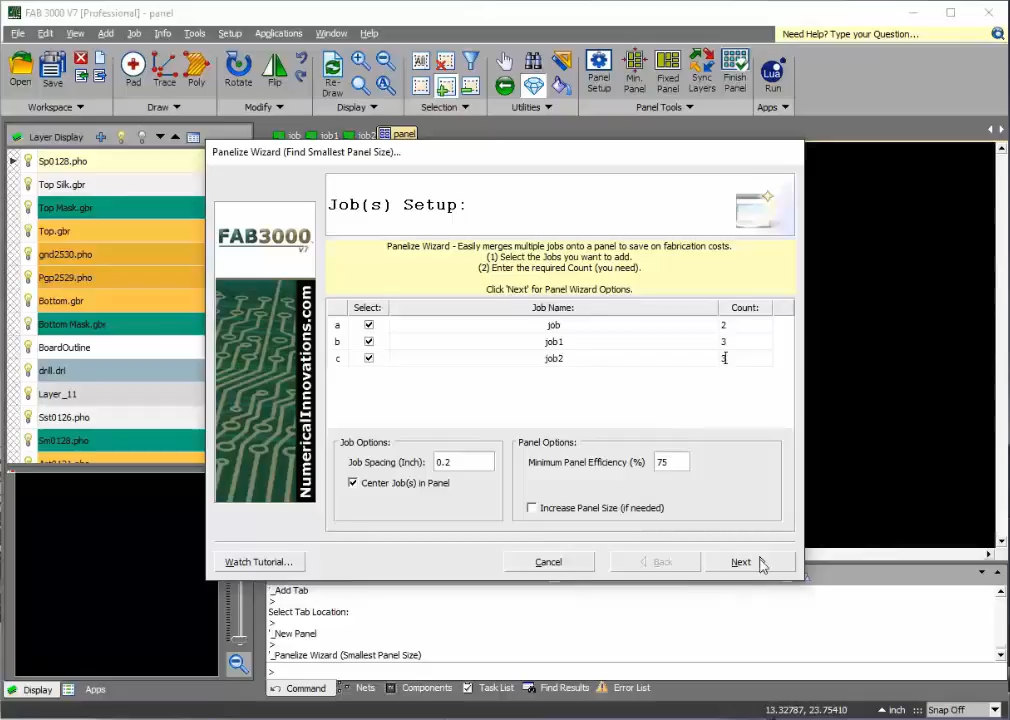 FAB 3000 V7 [Professional] - panel
File Edit View Add Job Info Tools Setup Applications Window Help
Need Help? Type your Question...
Open Save Pad Trace Poly Rotate Flip Re-Draw Panel Setup Min. Panel Fixed Panel Sync Layers Finish Panel Lua Run
Workspace Draw Modify Display Selection Utilities Panel Tools Apps
Layer Display
job job1 job2 panel
Panelize Wizard (Find Smallest Panel Size)...
Sp0128.pho
Top Silk.gbr
Top Mask.gbr
Top.gbr
gnd2530.pho
Pgp2529.pho
Bottom.gbr
Bottom Mask.gbr
BoardOutline
drill.drl
Layer_11
Sst0126.pho
Sm0128.pho
FAB3000
V7
NumericalInnovations.com
Job(s) Setup:
Panelize Wizard - Easily merges multiple jobs onto a panel to save on fabrication costs.
(1) Select the Jobs you want to add.
(2) Enter the required Count (you need).
Click 'Next' for Panel Wizard Options.
Select: Job Name: Count:
a job 2
b job1 3
c job2 3
Job Options:
Job Spacing (Inch): 0.2
Center Job(s) in Panel
Panel Options:
Minimum Panel Efficiency (%) 75
Increase Panel Size (if needed)
Watch Tutorial... Cancel Back Next
'_Add Tab
>
Select Tab Location:
>
'_New Panel
>
'_Panelize Wizard (Smallest Panel Size)
>
Display Apps
Command Nets Components Task List Find Results Error List
13.32787, 23.75410 inch Snap Off